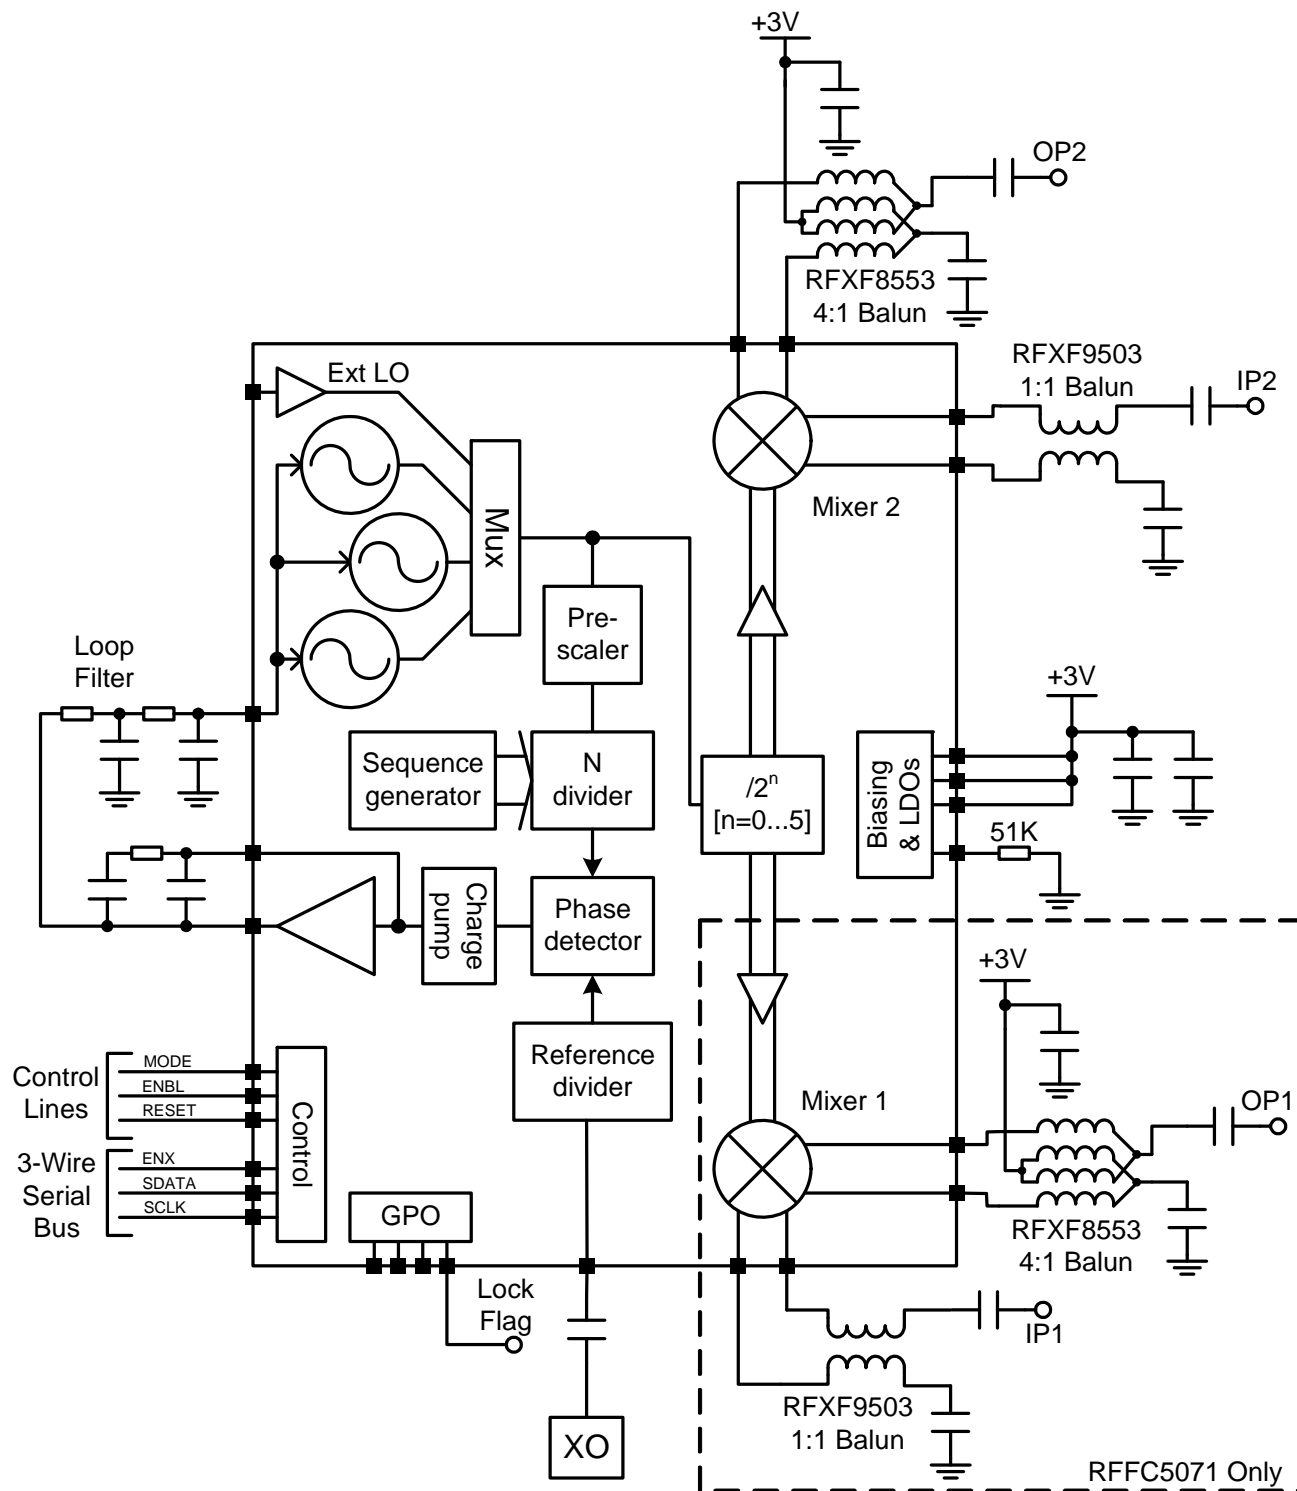 +3V
OP2
RFXF8553
4:1 Balun
RFXF9503
1:1 Balun
IP2
Ext LO
Mux
Mixer 2
Pre-
scaler
Loop
Filter
+3V
Sequence
generator
N
divider
/2ⁿ
[n=0...5]
Biasing
& LDOs
51K
Charge
pump
Phase
detector
+3V
Reference
divider
Control
Lines
MODE
ENBL
RESET
3-Wire
Serial
Bus
ENX
SDATA
SCLK
Control
GPO
Lock
Flag
XO
Mixer 1
OP1
RFXF8553
4:1 Balun
IP1
RFXF9503
1:1 Balun
RFFC5071 Only